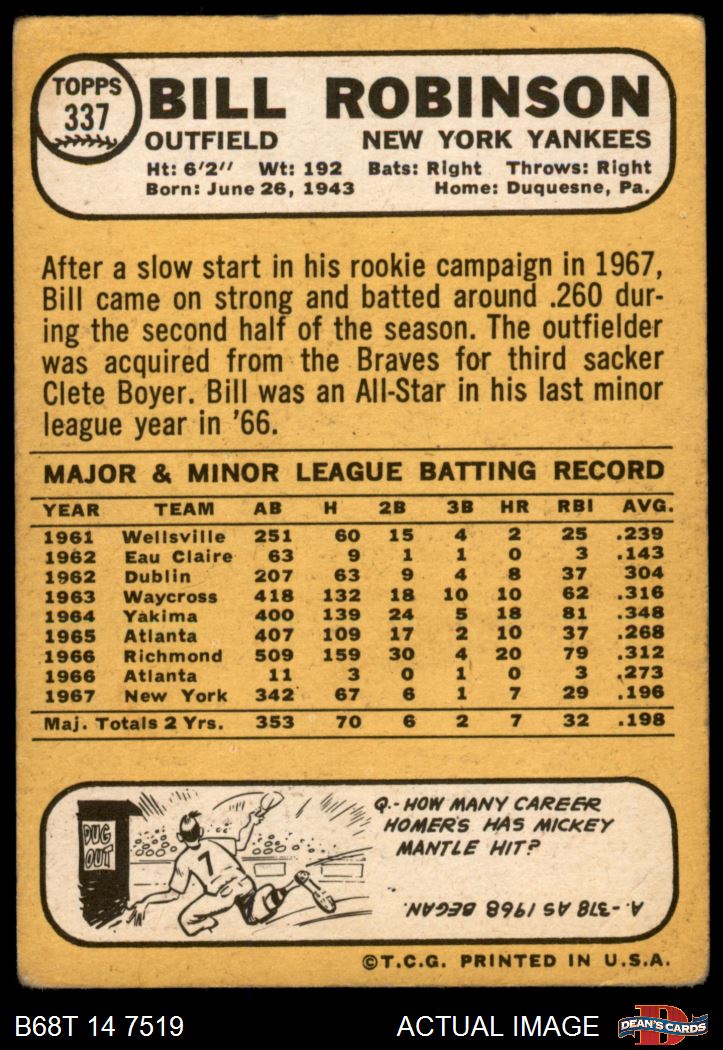 TOPPS
337
BILL ROBINSON
OUTFIELD NEW YORK YANKEES
Ht: 6'2'' Wt: 192 Bats: Right Throws: Right
Born: June 26, 1943 Home: Duquesne, Pa.
After a slow start in his rookie campaign in 1967,
Bill came on strong and batted around .260 dur-
ing the second half of the season. The outfielder
was acquired from the Braves for third sacker
Clete Boyer. Bill was an All-Star in his last minor
league year in '66.
MAJOR & MINOR LEAGUE BATTING RECORD
YEAR TEAM AB H 2B 3B HR RBI AVG.
1961 Wellsville 251 60 15 4 2 25 .239
1962 Eau Claire 63 9 1 1 0 3 .143
1962 Dublin 207 63 9 4 8 37 304
1963 Waycross 418 132 18 10 10 62 .316
1964 Yakima 400 139 24 5 18 81 .348
1965 Atlanta 407 109 17 2 10 37 .268
1966 Richmond 509 159 30 4 20 79 .312
1966 Atlanta 11 3 0 1 0 3 .273
1967 New York 342 67 6 1 7 29 .196
Maj. Totals 2 Yrs. 353 70 6 2 7 32 .198
DUG
OUT
7
Q.-HOW MANY CAREER
HOMERS HAS MICKEY
MANTLE HIT?
A.-518 AS 1968 BEGAN.
©T.C.G. PRINTED IN U.S.A.
B68T 14 7519 ACTUAL IMAGE
D
DEAN'S CARDS